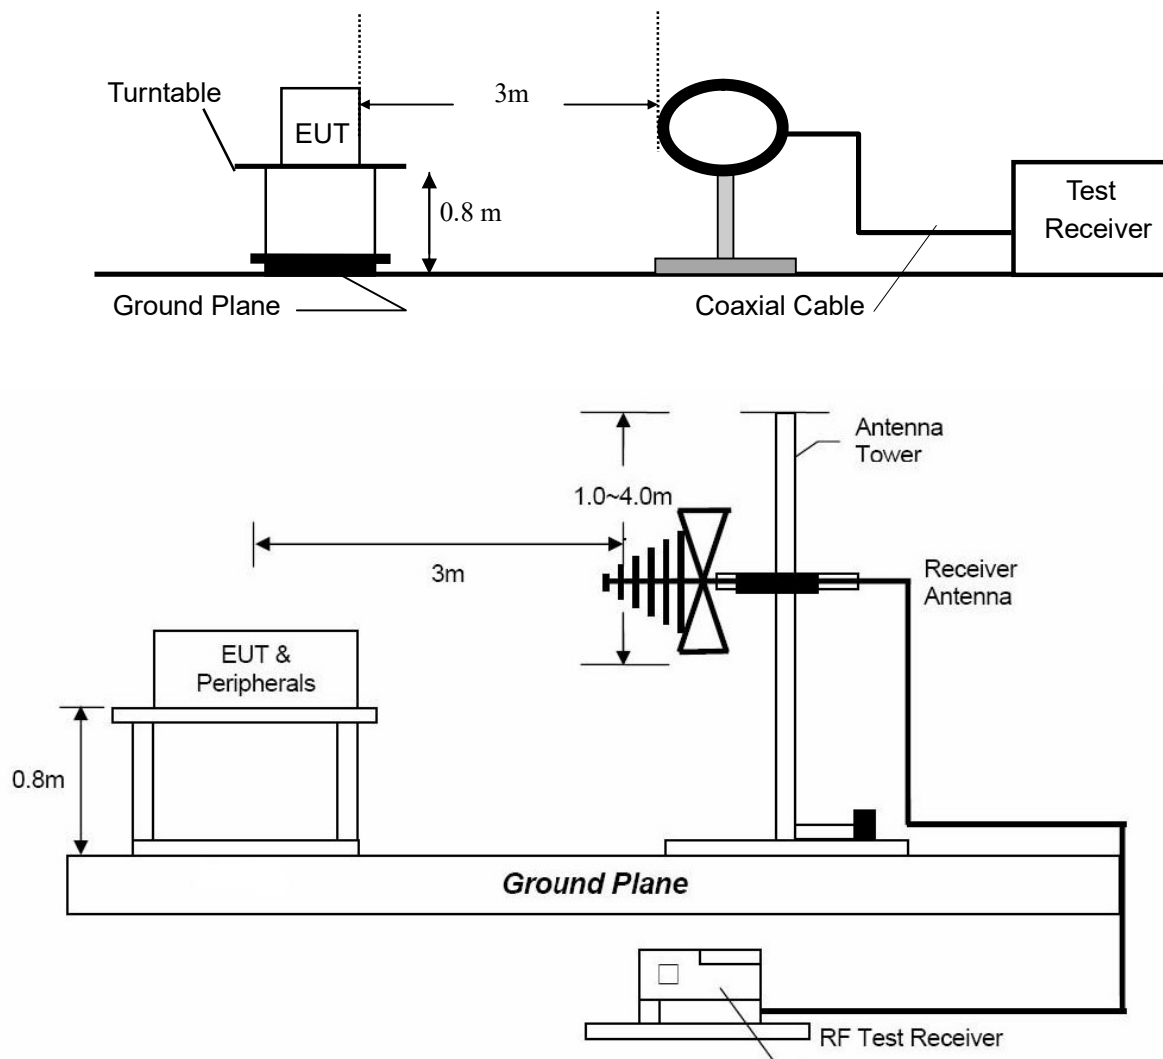 3m
Turntable
EUT
Test
Receiver
0.8 m
Ground Plane
Coaxial Cable
Antenna
Tower
1.0~4.0m
3m
Receiver
Antenna
EUT &
Peripherals
0.8m
Ground Plane
RF Test Receiver